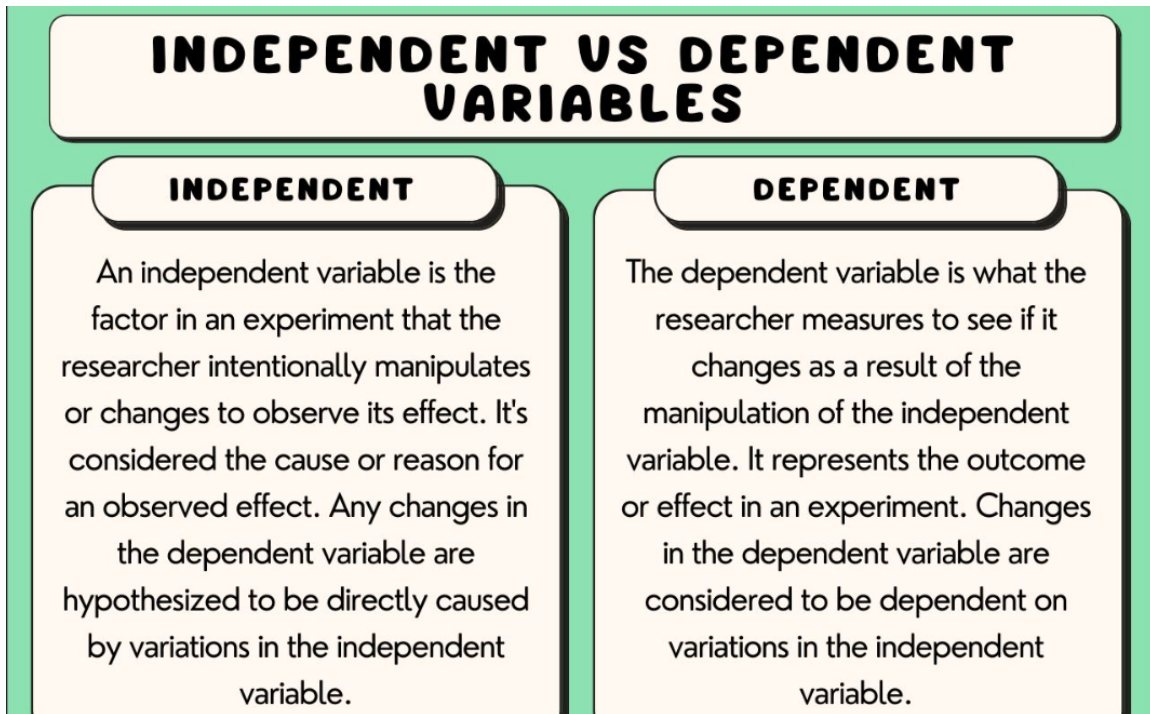 INDEPENDENT VS DEPENDENT
VARIABLES
INDEPENDENT
An independent variable is the
factor in an experiment that the
researcher intentionally manipulates
or changes to observe its effect. It's
considered the cause or reason for
an observed effect. Any changes in
the dependent variable are
hypothesized to be directly caused
by variations in the independent
variable.
DEPENDENT
The dependent variable is what the
researcher measures to see if it
changes as a result of the
manipulation of the independent
variable. It represents the outcome
or effect in an experiment. Changes
in the dependent variable are
considered to be dependent on
variations in the independent
variable.